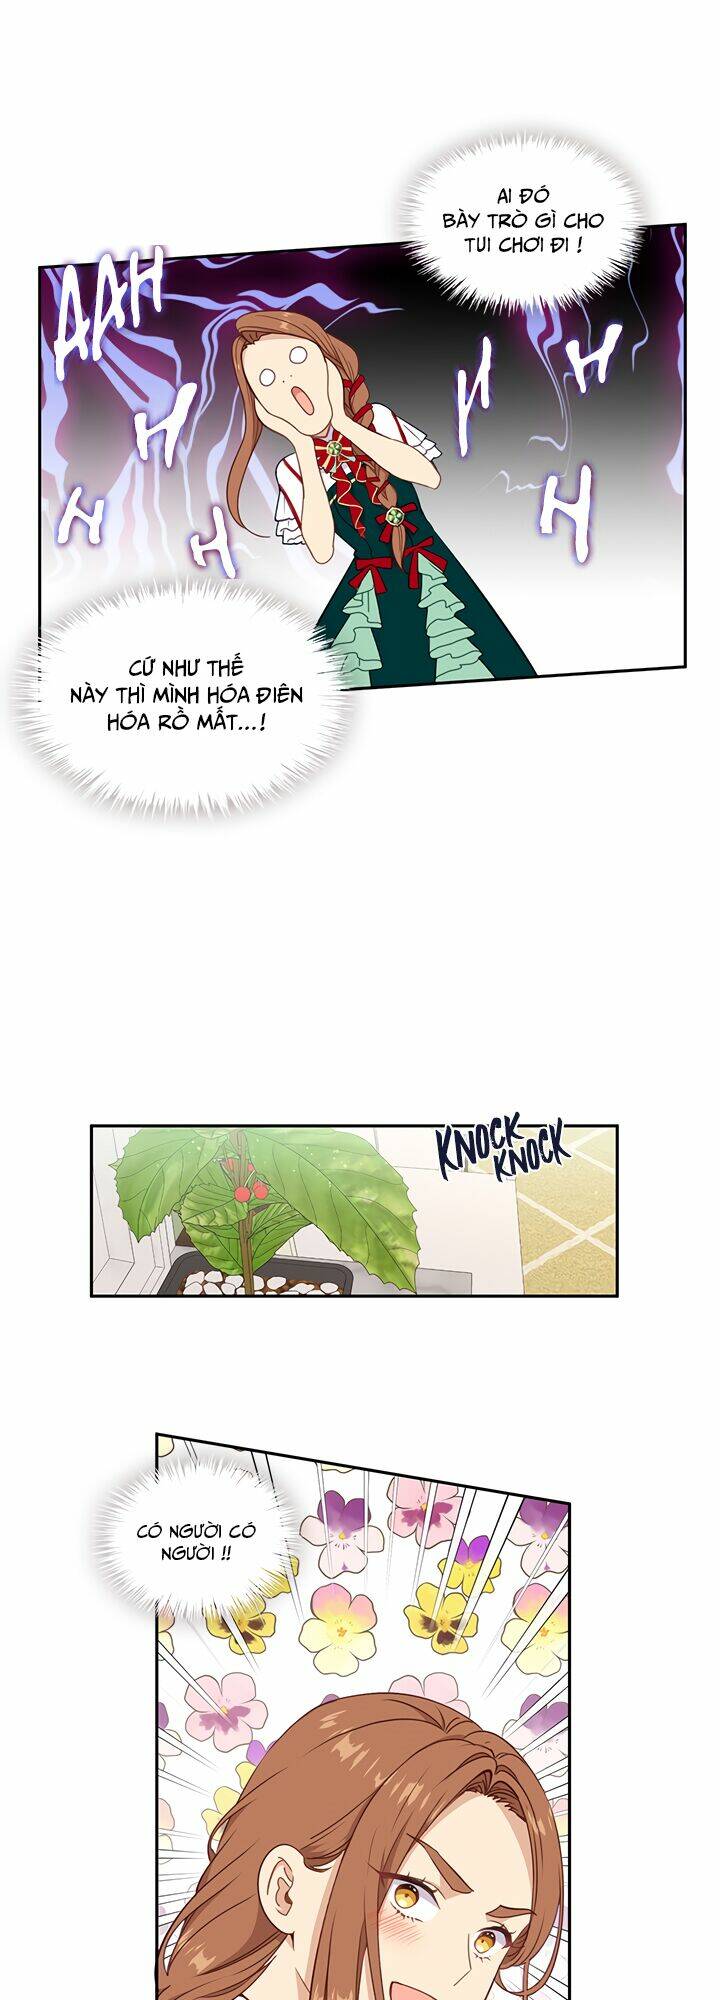 AI ĐÓ
BÀY TRÒ GÌ CHO
TUI CHƠI ĐI !
AAH
H
H
H
H
H
H
CỨ NHƯ THẾ
NÀY THÌ MÌNH HÓA ĐIÊN
HÓA RỒ MẤT...!
KNOCK
KNOCK
CÓ NGƯỜI CÓ
NGƯỜI !!